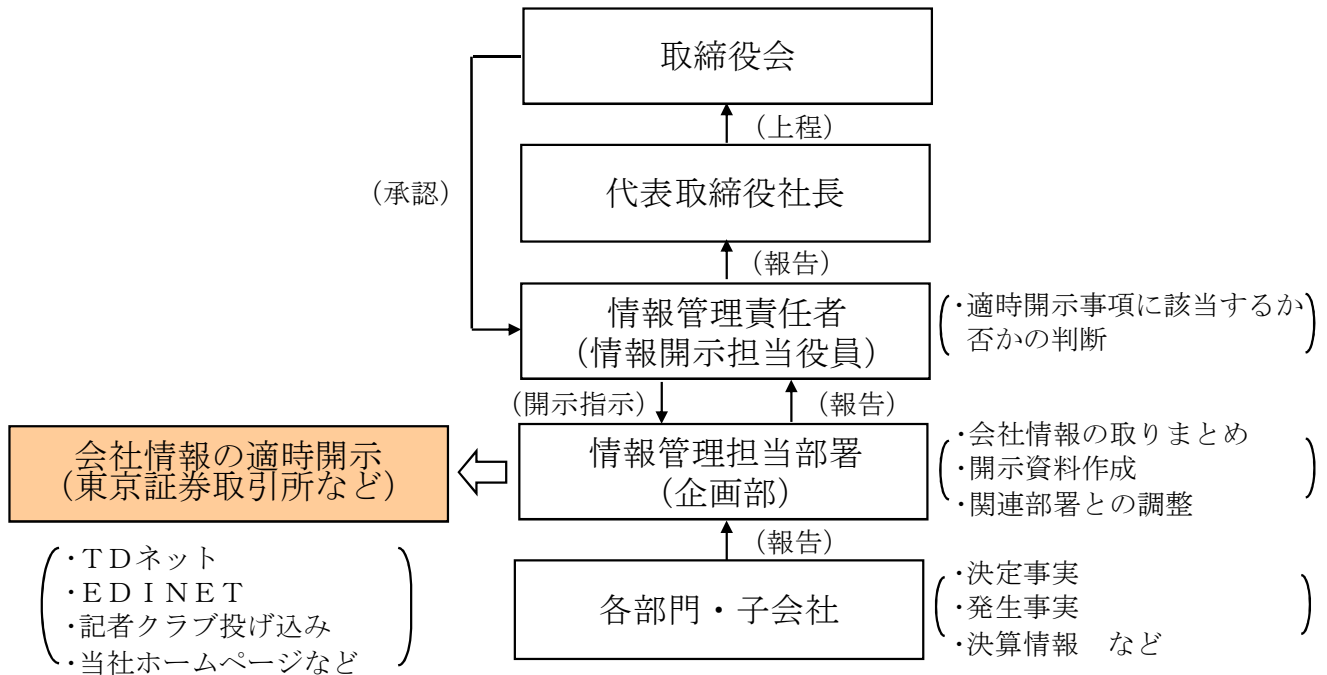 取締役会
(上程)
(承認)
代表取締役社長
(報告)
情報管理責任者
(情報開示担当役員)
・適時開示事項に該当するか
否かの判断
(開示指示)
(報告)
会社情報の適時開示
(東京証券取引所など)
情報管理担当部署
(企画部)
・会社情報の取りまとめ
・開示資料作成
・関連部署との調整
(報告)
・ＴＤネット
・ＥＤＩＮＥＴ
・記者クラブ投げ込み
・当社ホームページなど
各部門・子会社
・決定事実
・発生事実
・決算情報　など